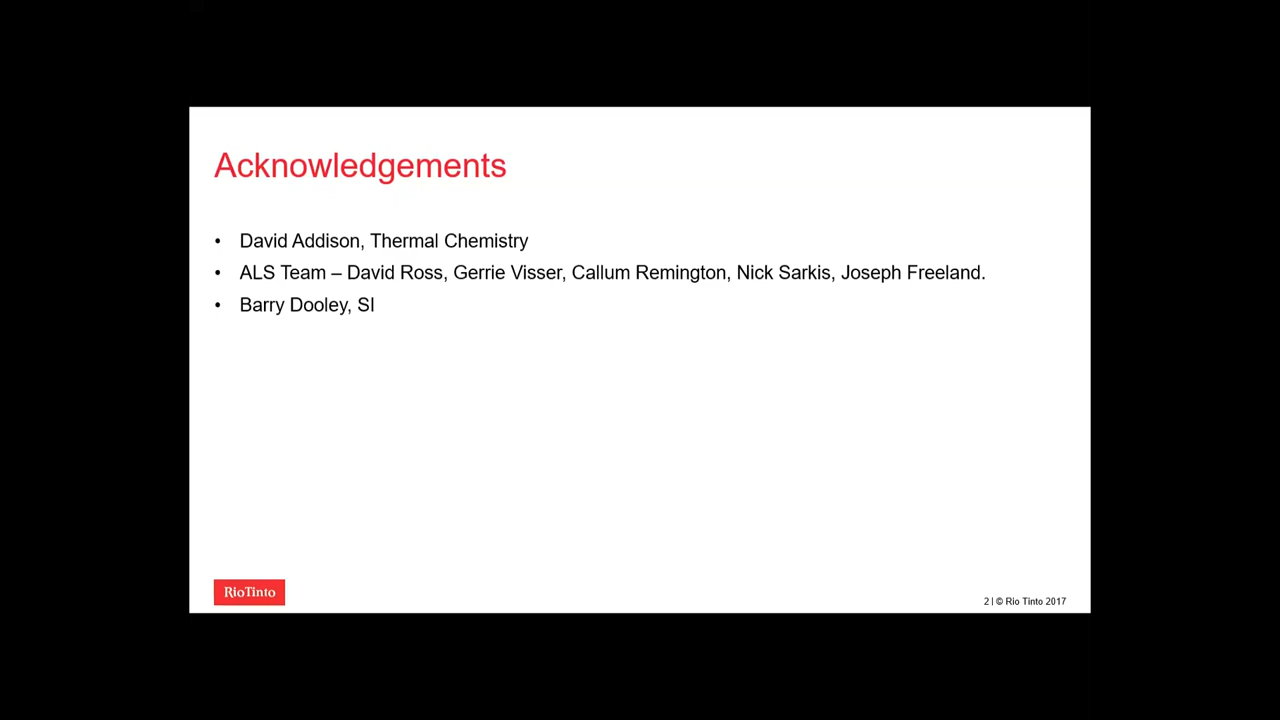 Acknowledgements
• David Addison, Thermal Chemistry
• ALS Team – David Ross, Gerrie Visser, Callum Remington, Nick Sarkis, Joseph Freeland.
• Barry Dooley, SI
RioTinto
2 | © Rio Tinto 2017